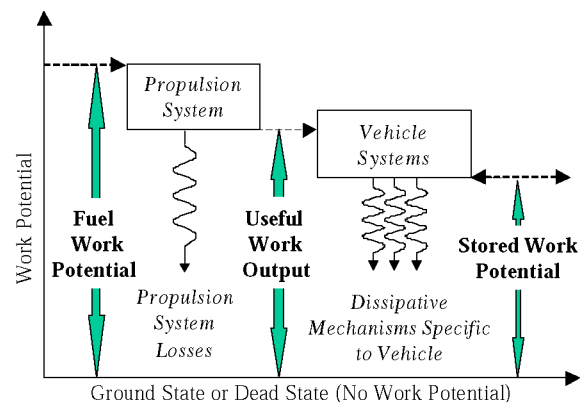 Work Potential
Propulsion
System
Vehicle
Systems
Fuel
Work
Potential
Useful
Work
Output
Stored Work
Potential
Propulsion
System
Losses
Dissipative
Mechanisms Specific
to Vehicle
Ground State or Dead State (No Work Potential)